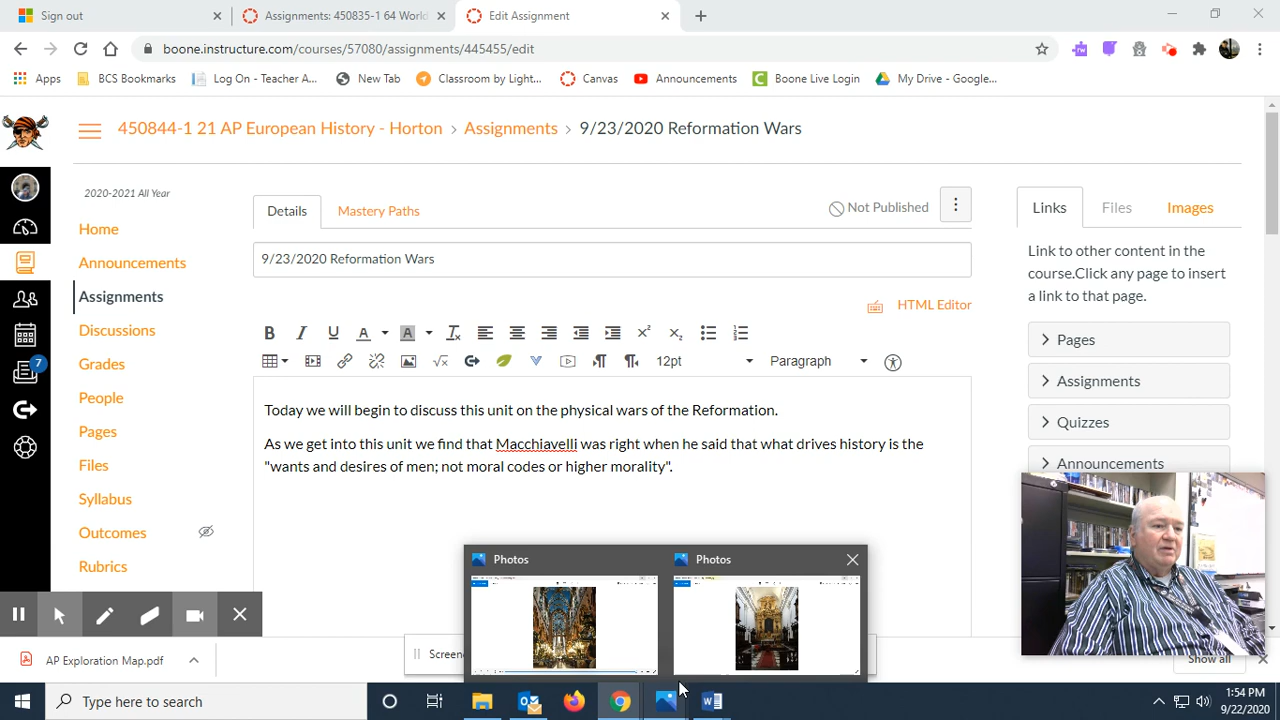 Sign out
Assignments: 450835-1 64 World
Edit Assignment
boone.instructure.com/courses/57080/assignments/445455/edit
Apps
BCS Bookmarks
Log On - Teacher A...
New Tab
Classroom by Light...
Canvas
Announcements
Boone Live Login
My Drive - Google...
450844-1 21 AP European History - Horton > Assignments > 9/23/2020 Reformation Wars
2020-2021 All Year
Home
Announcements
Assignments
Discussions
Grades
People
Pages
Files
Syllabus
Outcomes
Rubrics
7
Details
Mastery Paths
Not Published
9/23/2020 Reformation Wars
HTML Editor
12pt
Paragraph
Today we will begin to discuss this unit on the physical wars of the Reformation.
As we get into this unit we find that Macchiavelli was right when he said that what drives history is the
"wants and desires of men; not moral codes or higher morality".
Links
Files
Images
Link to other content in the
course.Click any page to insert
a link to that page.
Pages
Assignments
Quizzes
Announcements
Photos
Photos
AP Exploration Map.pdf
Screen
Show all
Type here to search
1:54 PM
9/22/2020